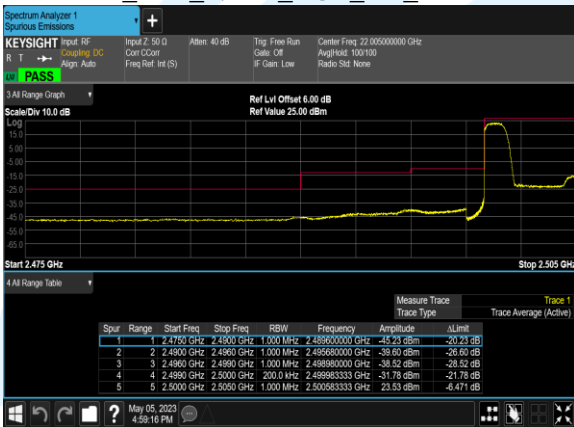 Spectrum Analyzer 1
Spurious Emissions
KEYSIGHT Input: RF Input Z: 50 Ω Atten: 40 dB Trig: Free Run Center Freq: 22.005000000 GHz
R T Coupling: DC Corr CCorr Gate: Off Avg|Hold: 100/100
Align: Auto Freq Ref: Int (S) IF Gain: Low Radio Std: None
PASS
3 All Range Graph
Ref Lvl Offset 6.00 dB
Scale/Div 10.0 dB Ref Value 25.00 dBm
Log
15.0
5.00
-5.00
-15.0
-25.0
-35.0
-45.0
-55.0
-65.0
Start 2.475 GHz Stop 2.505 GHz
4 All Range Table
Measure Trace Trace 1
Trace Type Trace Average (Active)
Spur Range Start Freq Stop Freq RBW Frequency Amplitude ΔLimit
1 1 2.4750 GHz 2.4900 GHz 1.000 MHz 2.489600000 GHz -45.23 dBm -20.23 dB
2 2 2.4900 GHz 2.4960 GHz 1.000 MHz 2.495680000 GHz -39.60 dBm -26.60 dB
3 3 2.4960 GHz 2.4990 GHz 1.000 MHz 2.498980000 GHz -38.52 dBm -28.52 dB
4 4 2.4990 GHz 2.5000 GHz 200.0 kHz 2.499983333 GHz -31.78 dBm -21.78 dB
5 5 2.5000 GHz 2.5050 GHz 1.000 MHz 2.500583333 GHz 23.53 dBm -6.471 dB
May 05, 2023
4:59:16 PM